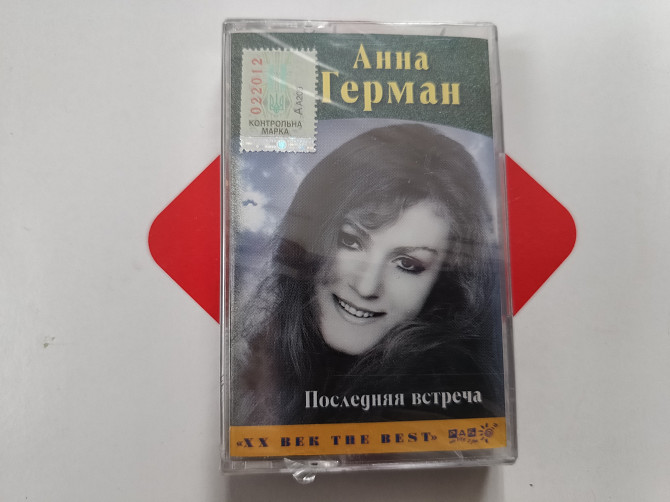 Анна
Герман
022012
КОНТРОЛЬНА
МАРКА
Последняя встреча
«XX ВЕК THE BEST»